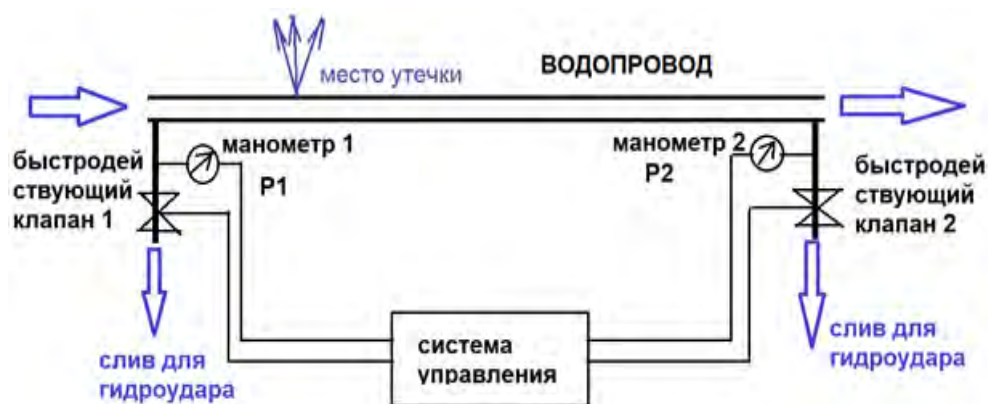 место утечки
ВОДОПРОВОД
быстродей
ствующий
клапан 1
манометр 1
P1
манометр 2
P2
быстродей
ствующий
клапан 2
слив для
гидроудара
система
управления
слив для
гидроудара